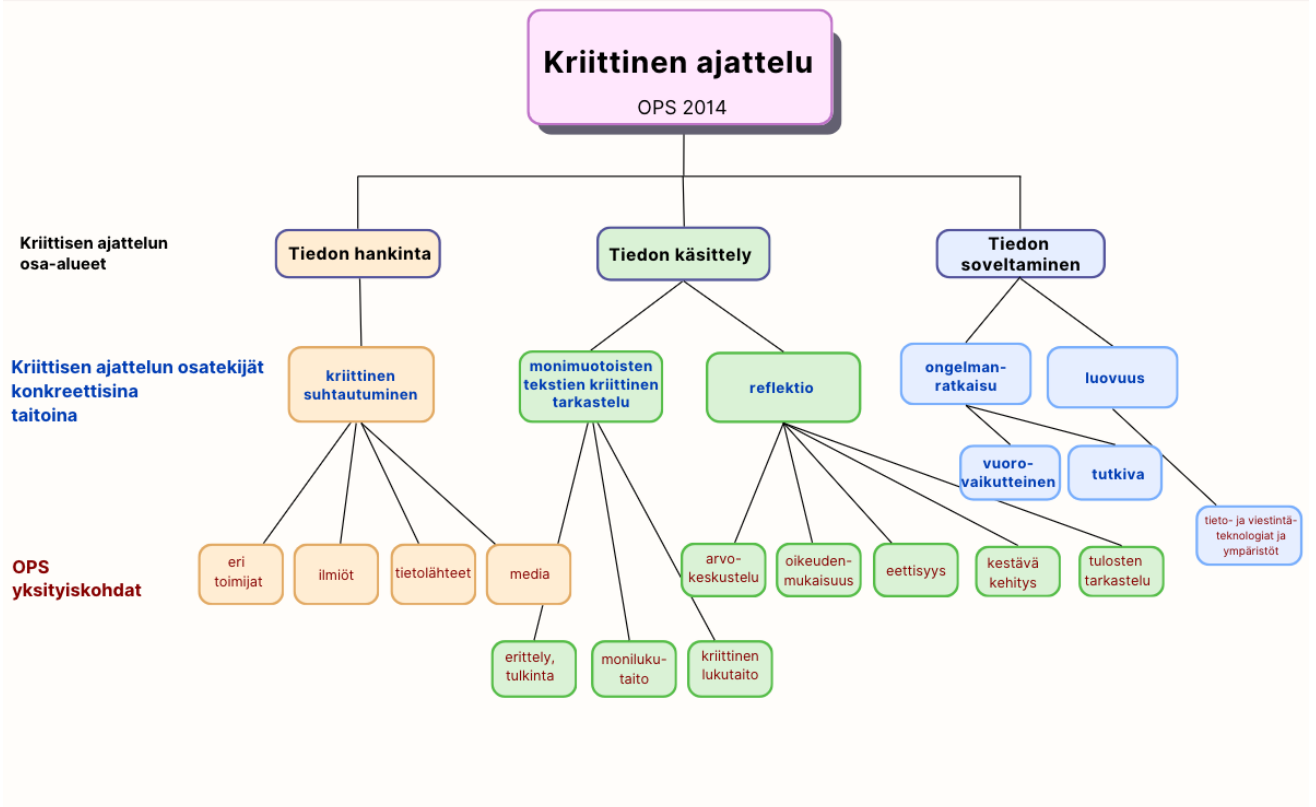 Kriittinen ajattelu
OPS 2014
Kriittisen ajattelun
osa-alueet
Tiedon hankinta
Tiedon käsittely
Tiedon
soveltaminen
Kriittisen ajattelun osatekijät
konkreettisina
taitoina
kriittinen
suhtautuminen
monimuotoisten
tekstien kriittinen
tarkastelu
reflektio
ongelman-
ratkaisu
luovuus
vuoro-
vaikutteinen
tutkiva
tieto- ja viestintä-
teknologiat ja
ympäristöt
OPS
yksityiskohdat
eri
toimijat
ilmiöt
tietolähteet
media
arvo-
keskustelu
oikeuden-
mukaisuus
eettisyys
kestävä
kehitys
tulosten
tarkastelu
erittely,
tulkinta
moniluku-
taito
kriittinen
lukutaito